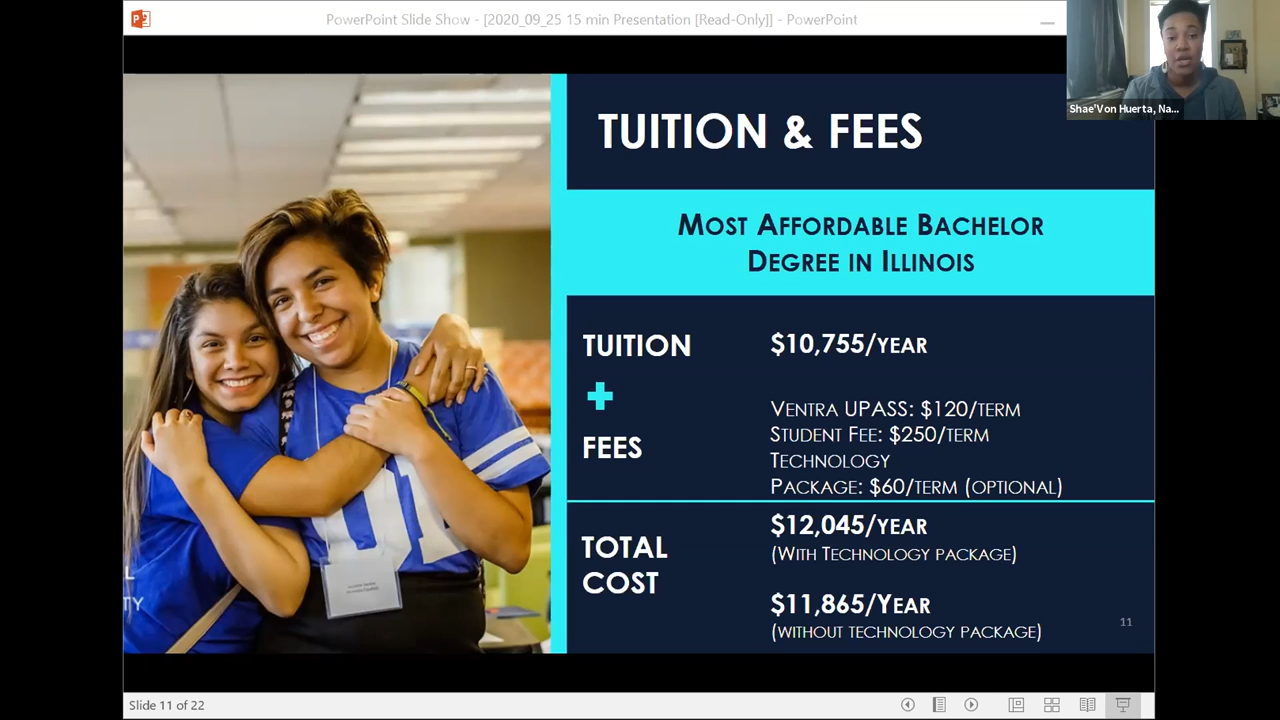 PowerPoint Slide Show - [2020_09_25 15 min Presentation [Read-Only]] - PowerPoint
Shae'Von Huerta, Na...
TUITION & FEES
MOST AFFORDABLE BACHELOR
DEGREE IN ILLINOIS
TUITION
$10,755/YEAR
FEES
VENTRA UPASS: $120/TERM
STUDENT FEE: $250/TERM
TECHNOLOGY
PACKAGE: $60/TERM (OPTIONAL)
TOTAL
COST
$12,045/YEAR
(WITH TECHNOLOGY PACKAGE)
$11,865/YEAR
(WITHOUT TECHNOLOGY PACKAGE)
11
Slide 11 of 22